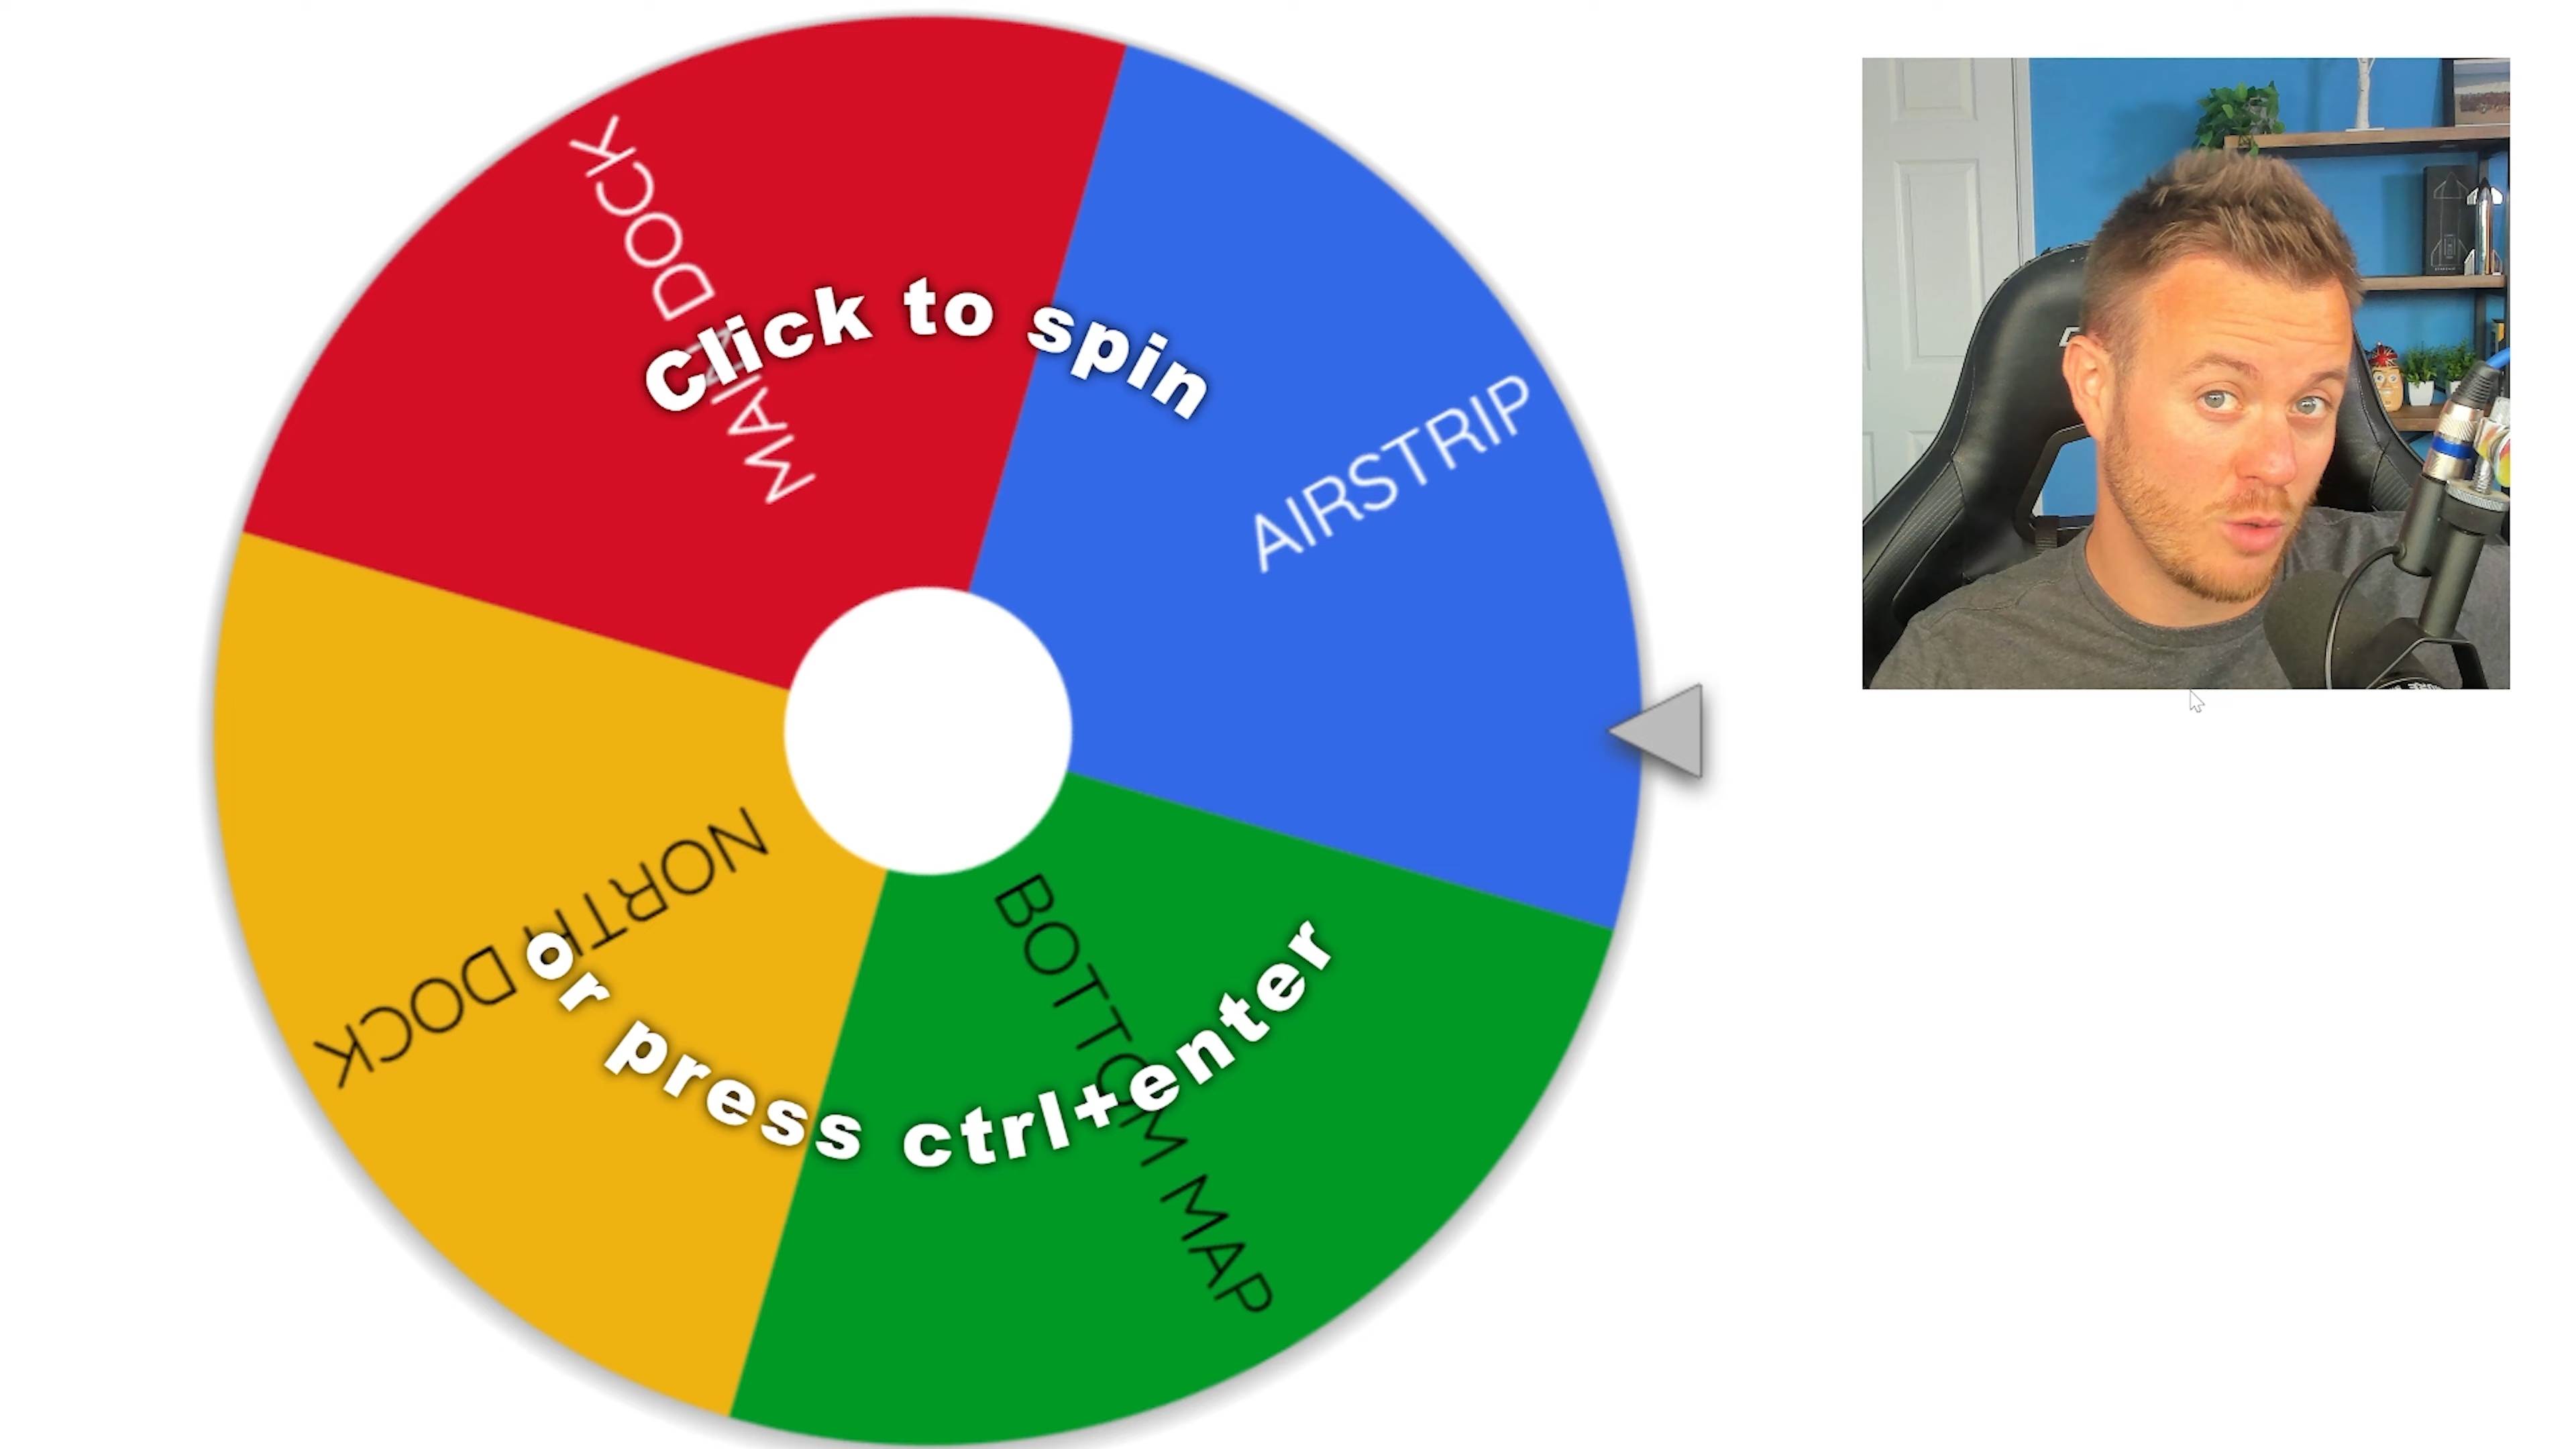 MAIN DOCK
Click to spin
AIRSTRIP
NORTH DOCK
or press ctrl+enter
BOTTOM MAP